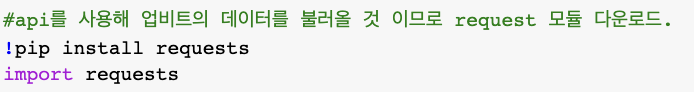 #api를 사용해 업비트의 데이터를 불러올 것 이므로 request 모듈 다운로드.
!pip install requests
import requests